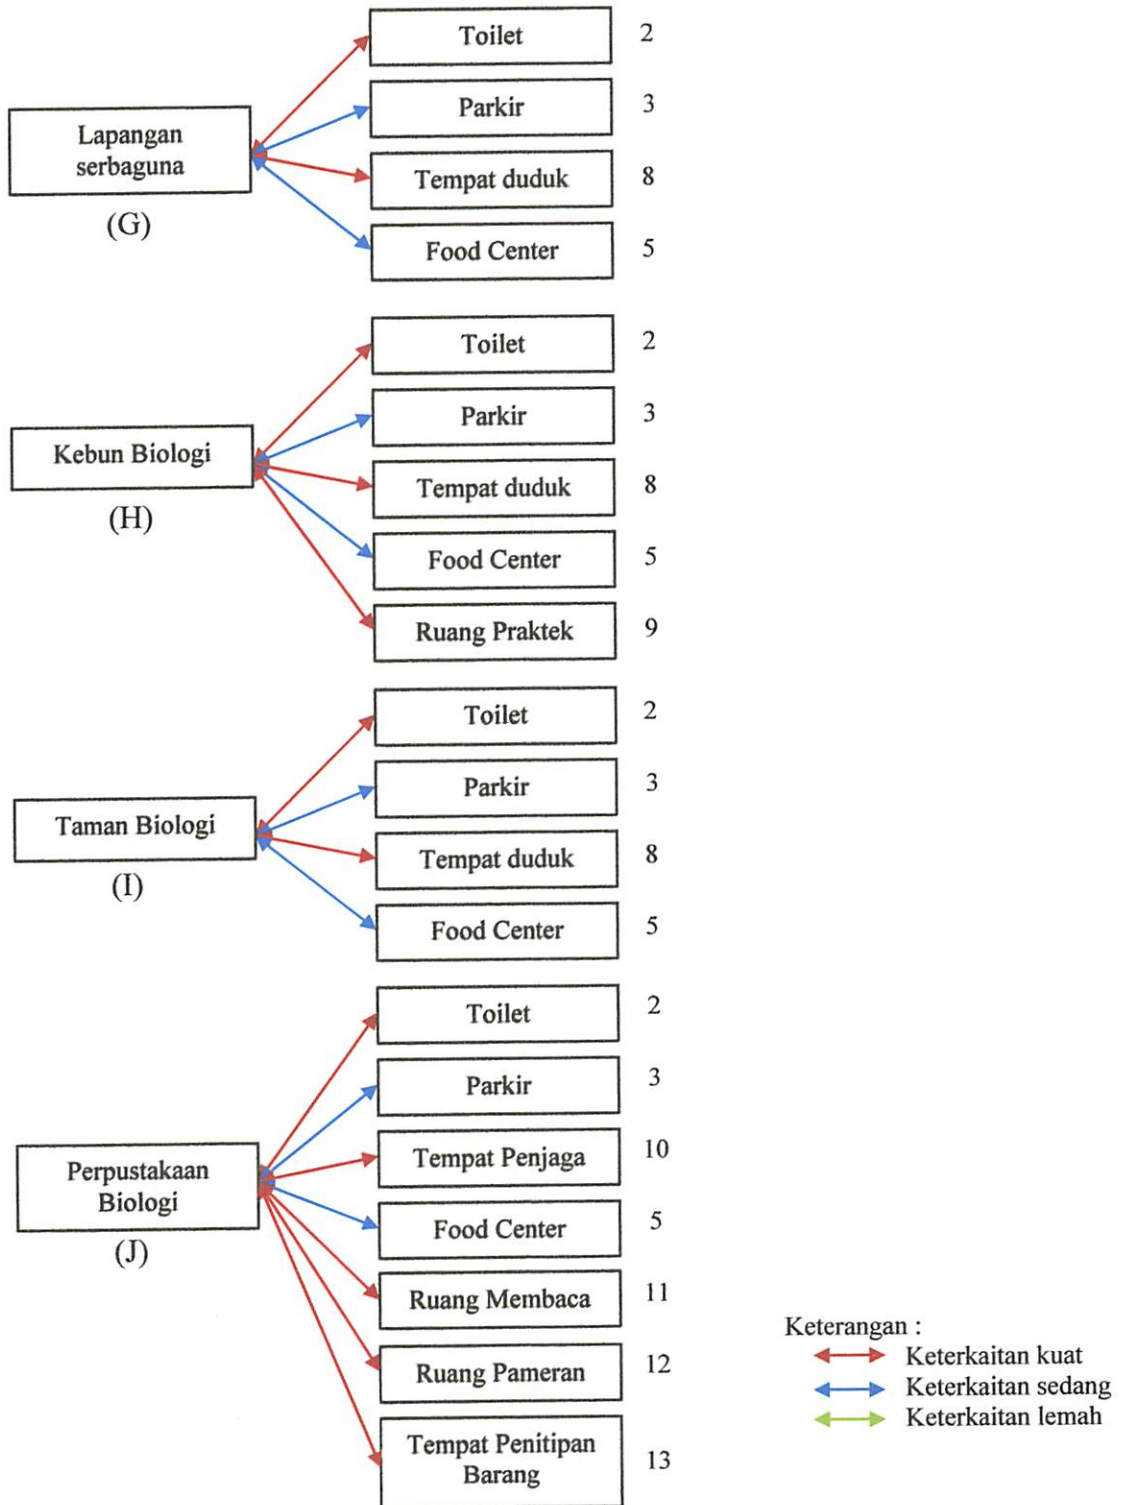 Toilet 2
Parkir 3
Lapangan
serbaguna
Tempat duduk 8
(G)
Food Center 5
Toilet 2
Parkir 3
Kebun Biologi
Tempat duduk 8
(H)
Food Center 5
Ruang Praktek 9
Toilet 2
Parkir 3
Taman Biologi
Tempat duduk 8
(I)
Food Center 5
Toilet 2
Parkir 3
Tempat Penjaga 10
Perpustakaan
Biologi
Food Center 5
(J)
Ruang Membaca 11
Ruang Pameran 12
Tempat Penitipan
Barang
13
Keterangan :
Keterkaitan kuat
Keterkaitan sedang
Keterkaitan lemah